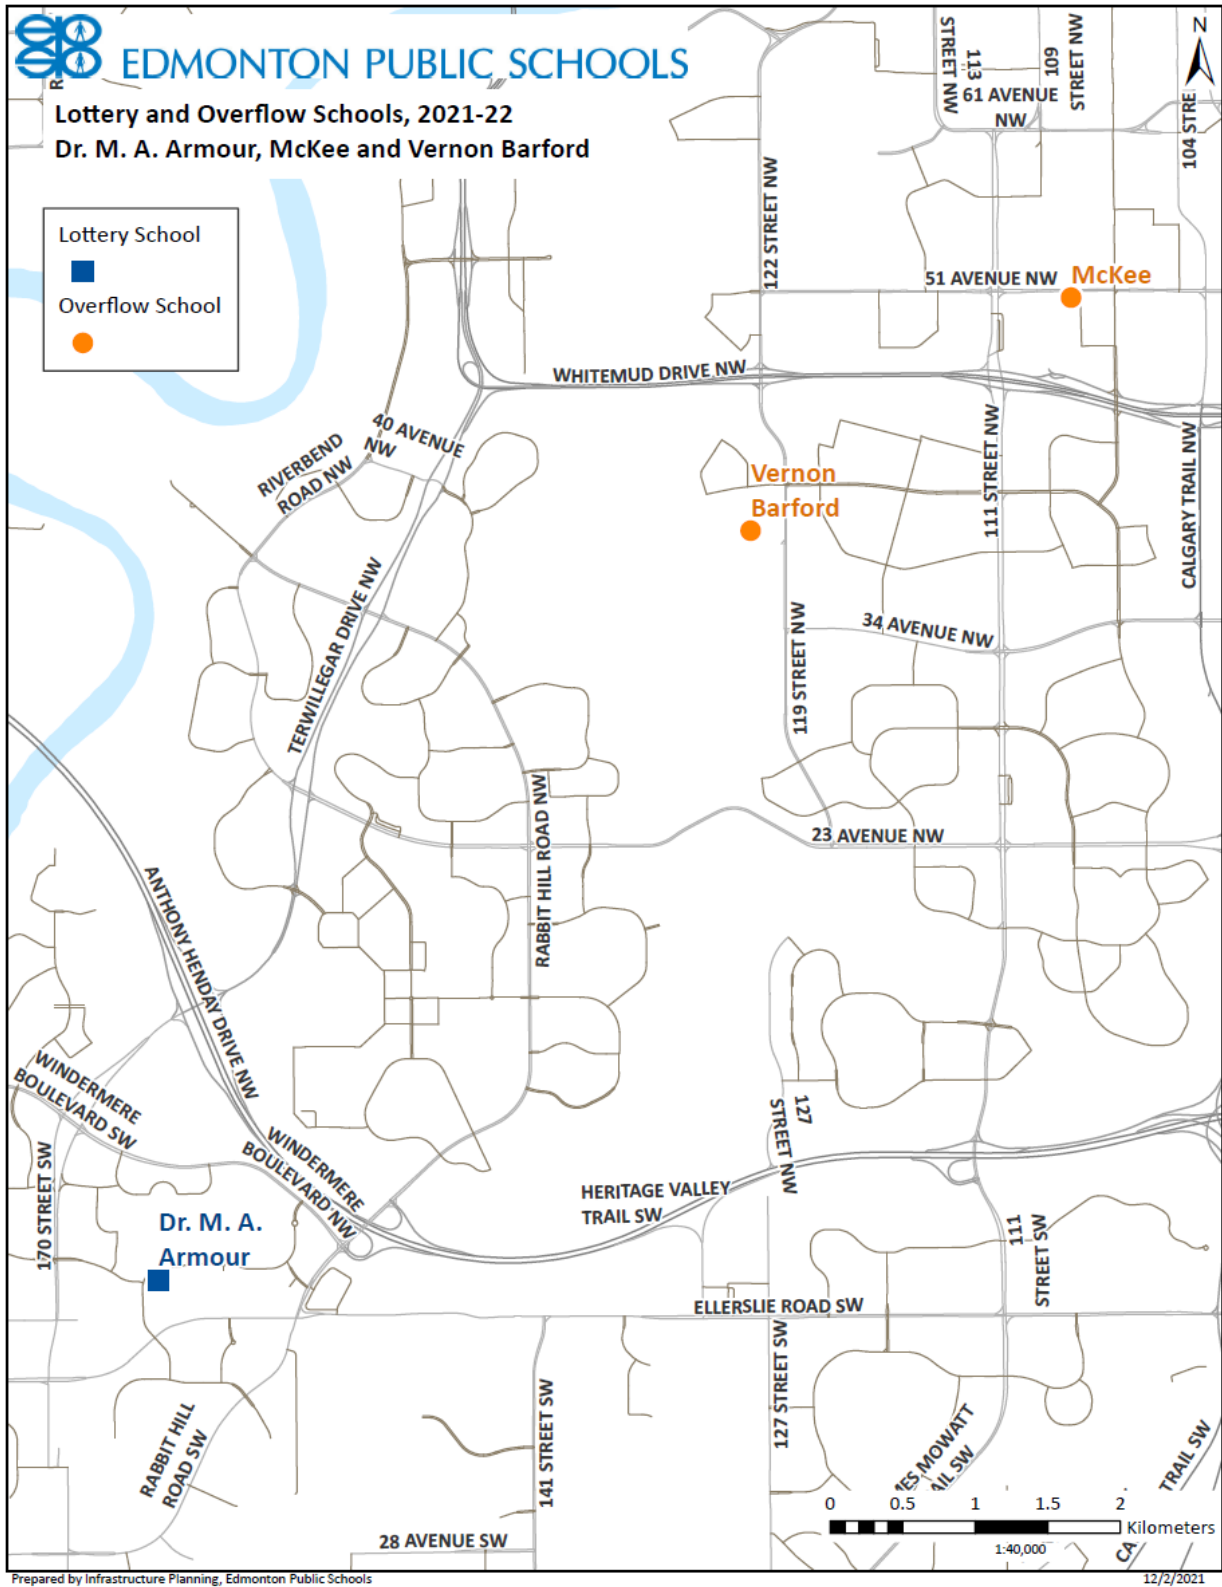 EDMONTON PUBLIC SCHOOLS
Lottery and Overflow Schools, 2021-22
Dr. M. A. Armour, McKee and Vernon Barford
Lottery School
Overflow School
N
STREET NW
113
109
STREET NW
61 AVENUE
NW
104 STRE
122 STREET NW
51 AVENUE NW
McKee
WHITEMUD DRIVE NW
40 AVENUE
NW
RIVERBEND
ROAD NW
111 STREET NW
CALGARY TRAIL NW
Vernon
Barford
TERWILLEGAR DRIVE NW
119 STREET NW
34 AVENUE NW
RABBIT HILL ROAD NW
23 AVENUE NW
ANTHONY HENDAY DRIVE NW
WINDERMERE
BOULEVARD SW
WINDERMERE
BOULEVARD NW
127
STREET NW
170 STREET SW
HERITAGE VALLEY
TRAIL SW
Dr. M. A.
Armour
111
STREET SW
ELLERSLIE ROAD SW
127 STREET SW
141 STREET SW
RABBIT HILL
ROAD SW
MES MOWATT
AIL SW
TRAIL SW
CA
28 AVENUE SW
0 0.5 1 1.5 2
Kilometers
1:40,000
Prepared by Infrastructure Planning, Edmonton Public Schools
12/2/2021